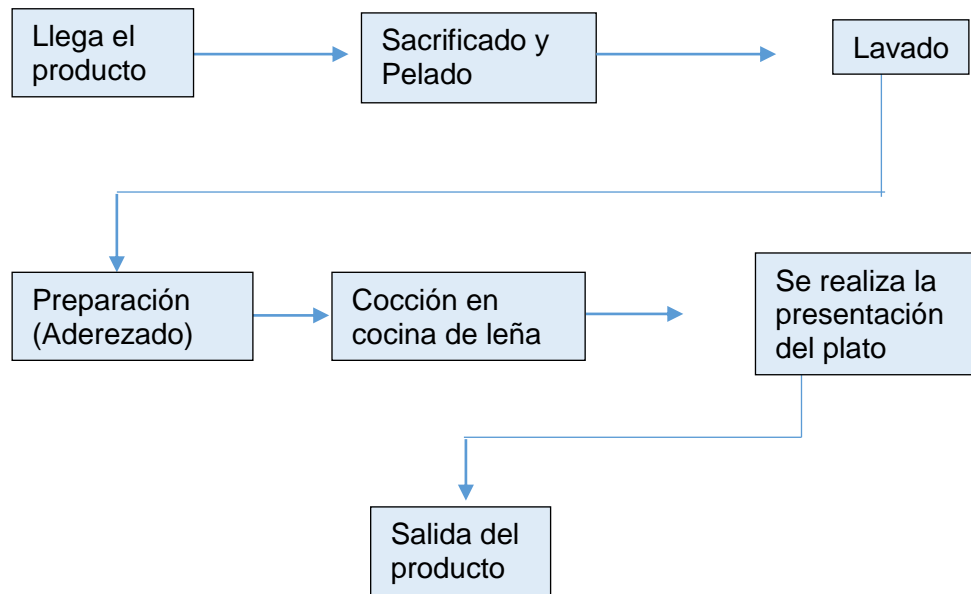 Llega el
producto
Sacrificado y
Pelado
Lavado
Preparación
(Aderezado)
Cocción en
cocina de leña
Se realiza la
presentación
del plato
Salida del
producto